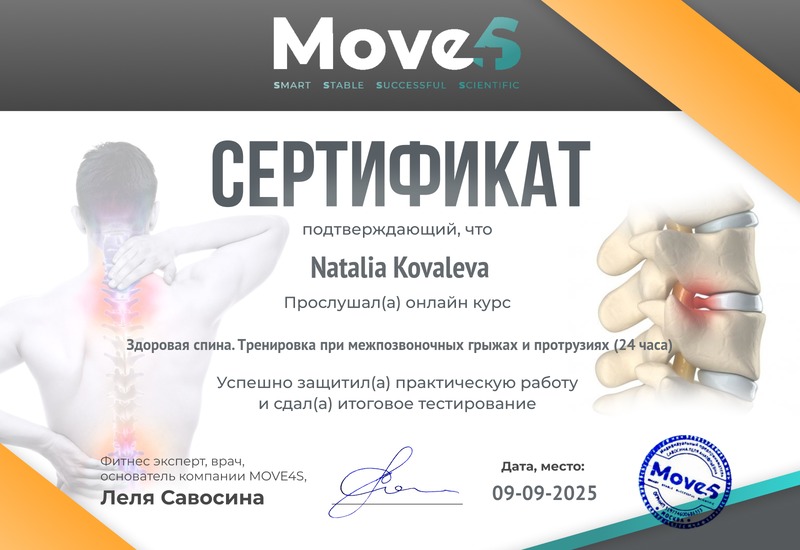 Move4S
SMART STABLE SUCCESSFUL SCIENTIFIC
СЕРТИФИКАТ
подтверждающий, что
Natalia Kovaleva
Прослушал(а) онлайн курс
Здоровая спина. Тренировка при межпозвоночных грыжах и протрузиях (24 часа)
Успешно защитил(а) практическую работу
и сдал(а) итоговое тестирование
Фитнес эксперт, врач,
основатель компании MOVE4S,
Леля Савосина
Дата, место:
09-09-2025
Move4S